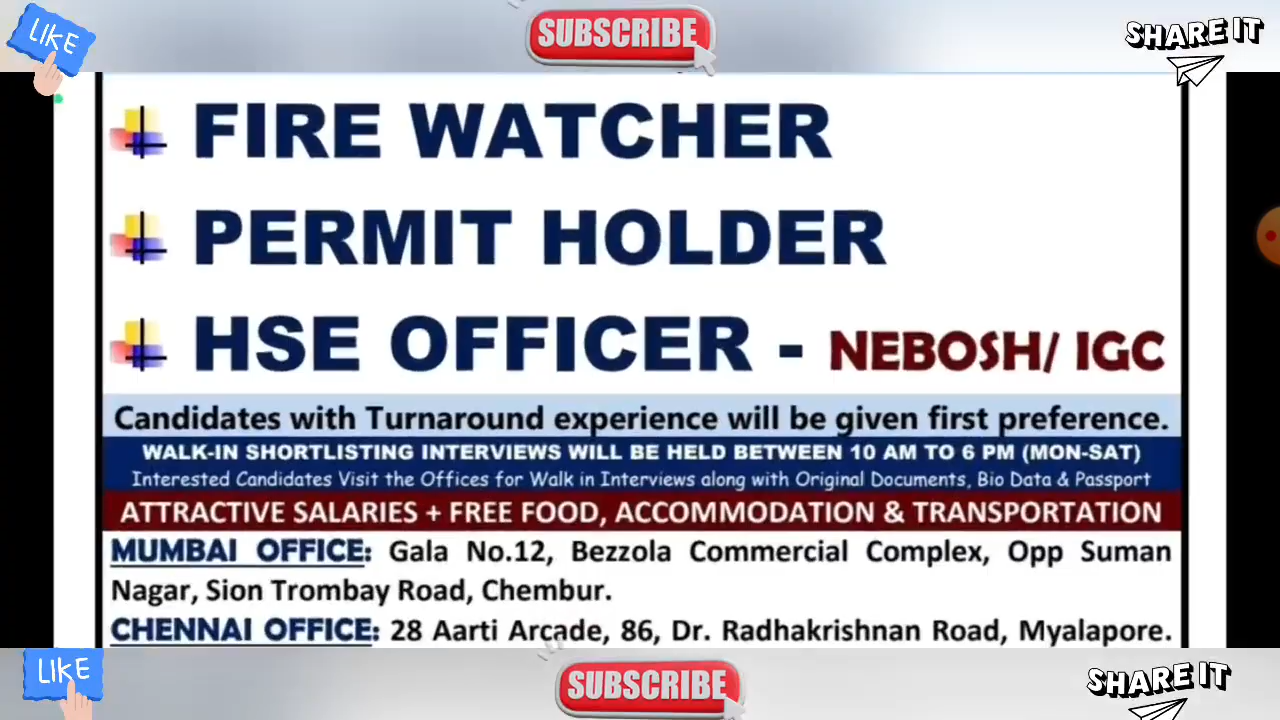 LIKE
SUBSCRIBE
SHARE IT
FIRE WATCHER
PERMIT HOLDER
HSE OFFICER - NEBOSH/ IGC
Candidates with Turnaround experience will be given first preference.
WALK-IN SHORTLISTING INTERVIEWS WILL BE HELD BETWEEN 10 AM TO 6 PM (MON-SAT)
Interested Candidates Visit the Offices for Walk in Interviews along with Original Documents, Bio Data & Passport
ATTRACTIVE SALARIES + FREE FOOD, ACCOMMODATION & TRANSPORTATION
MUMBAI OFFICE: Gala No.12, Bezzola Commercial Complex, Opp Suman
Nagar, Sion Trombay Road, Chembur.
CHENNAI OFFICE: 28 Aarti Arcade, 86, Dr. Radhakrishnan Road, Myalapore.
LIKE
SUBSCRIBE
SHARE IT